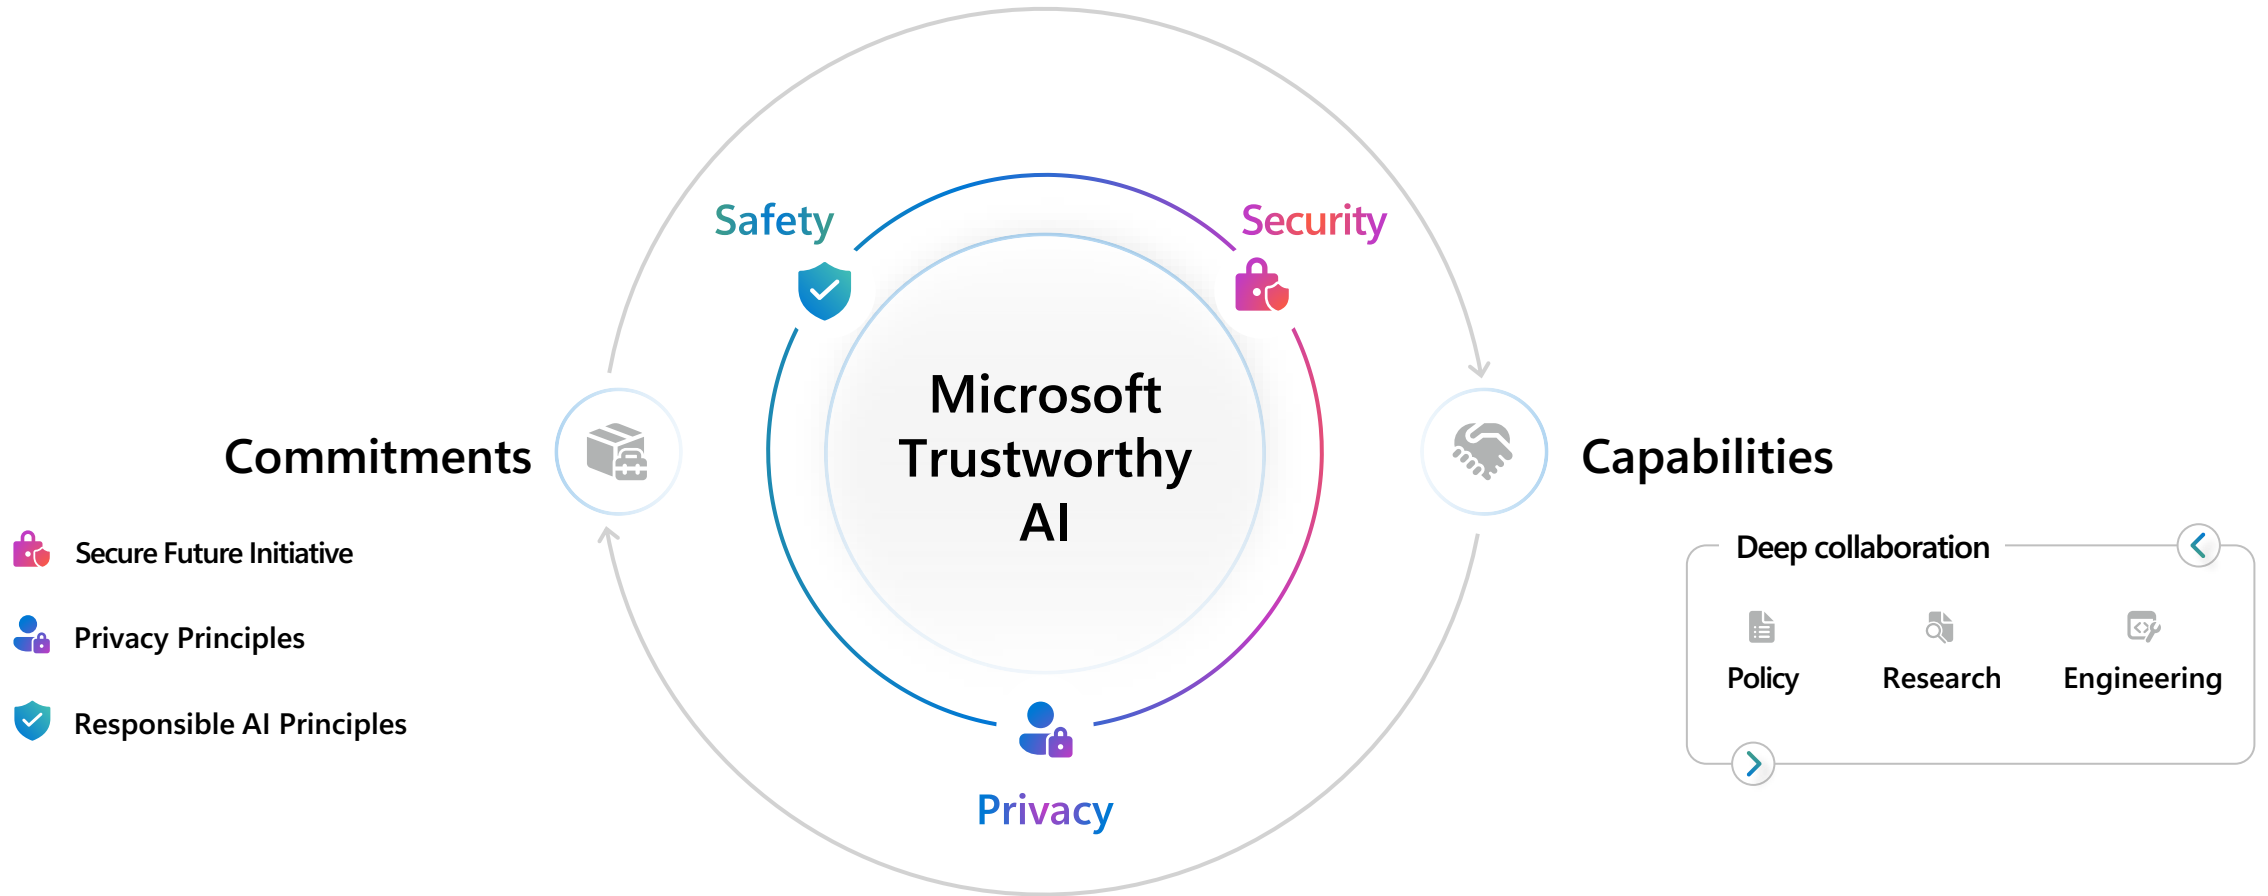 Safety
Security
Microsoft
Trustworthy
AI
Commitments
Secure Future Initiative
Privacy Principles
Responsible AI Principles
Capabilities
Deep collaboration
Policy
Research
Engineering
Privacy